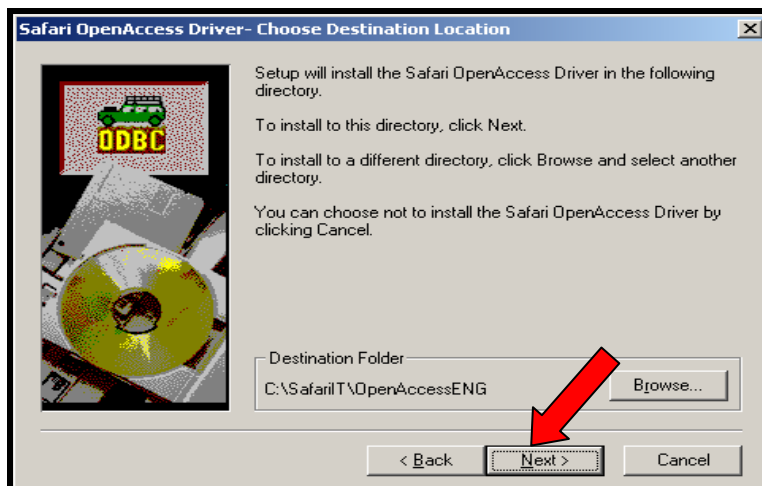 Safari OpenAccess Driver- Choose Destination Location
ODBC
Setup will install the Safari OpenAccess Driver in the following
directory.
To install to this directory, click Next.
To install to a different directory, click Browse and select another
directory.
You can choose not to install the Safari OpenAccess Driver by
clicking Cancel.
Destination Folder
C:\SafariIT\OpenAccessENG
Browse...
< Back
Next >
Cancel